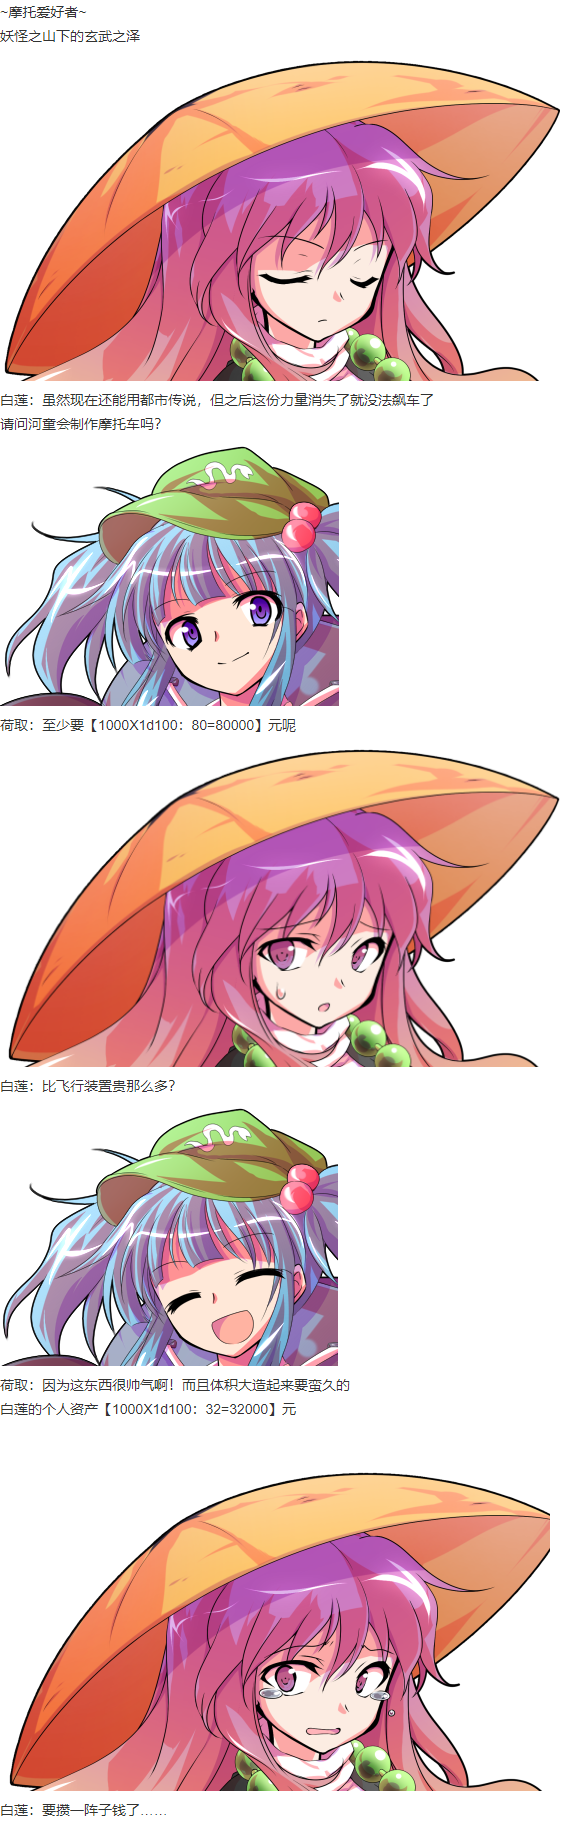 ~摩托爱好者~
妖怪之山下的玄武之泽
白莲：虽然现在还能用都市传说，但之后这份力量消失了就没法飙车了
请问河童会制作摩托车吗？
荷取：至少要【1000X1d100：80=80000】元呢
白莲：比飞行装置贵那么多？
荷取：因为这东西很帅气啊！而且体积大造起来要蛮久的
白莲的个人资产【1000X1d100：32=32000】元
白莲：要攒一阵子钱了……